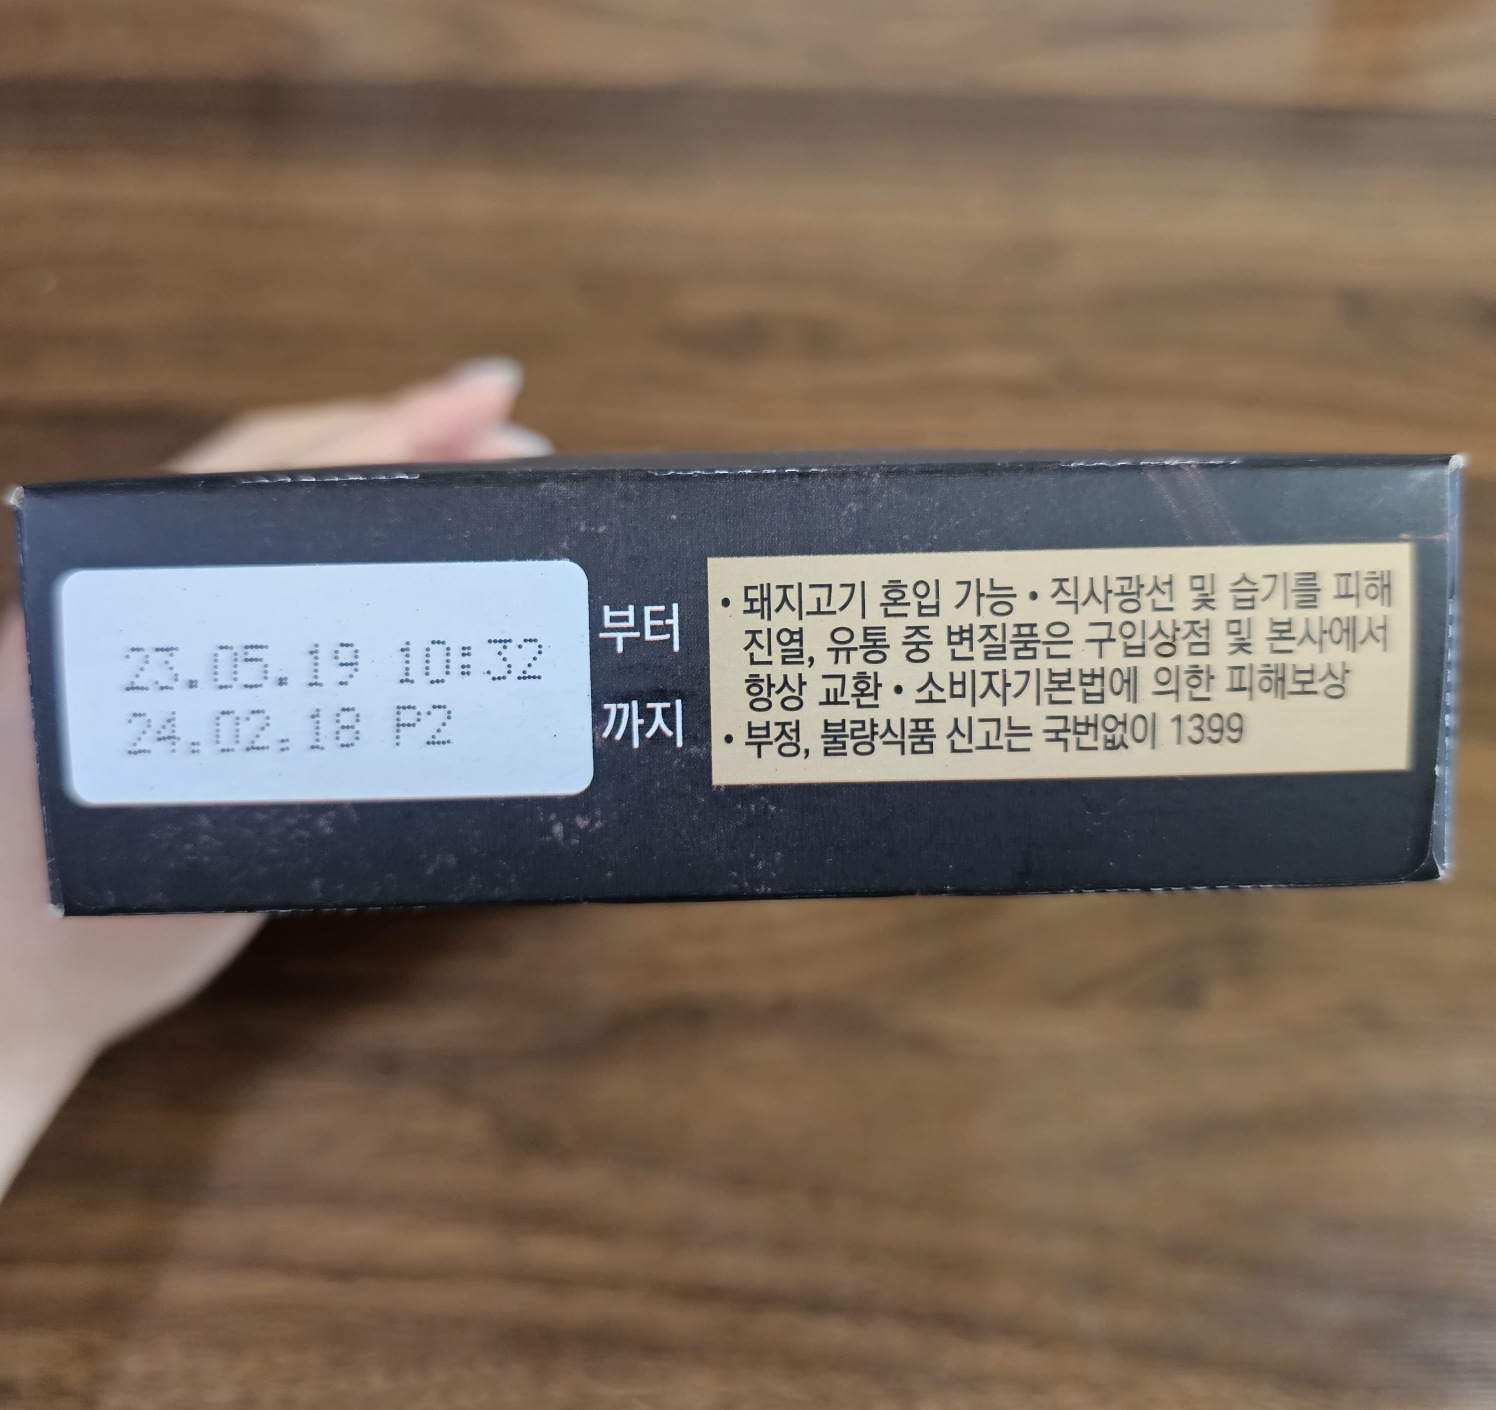 23.05.19 10:32 부터
24.02.18 P2 까지
• 돼지고기 혼입 가능 • 직사광선 및 습기를 피해
진열, 유통 중 변질품은 구입상점 및 본사에서
항상 교환 • 소비자기본법에 의한 피해보상
• 부정, 불량식품 신고는 국번없이 1399